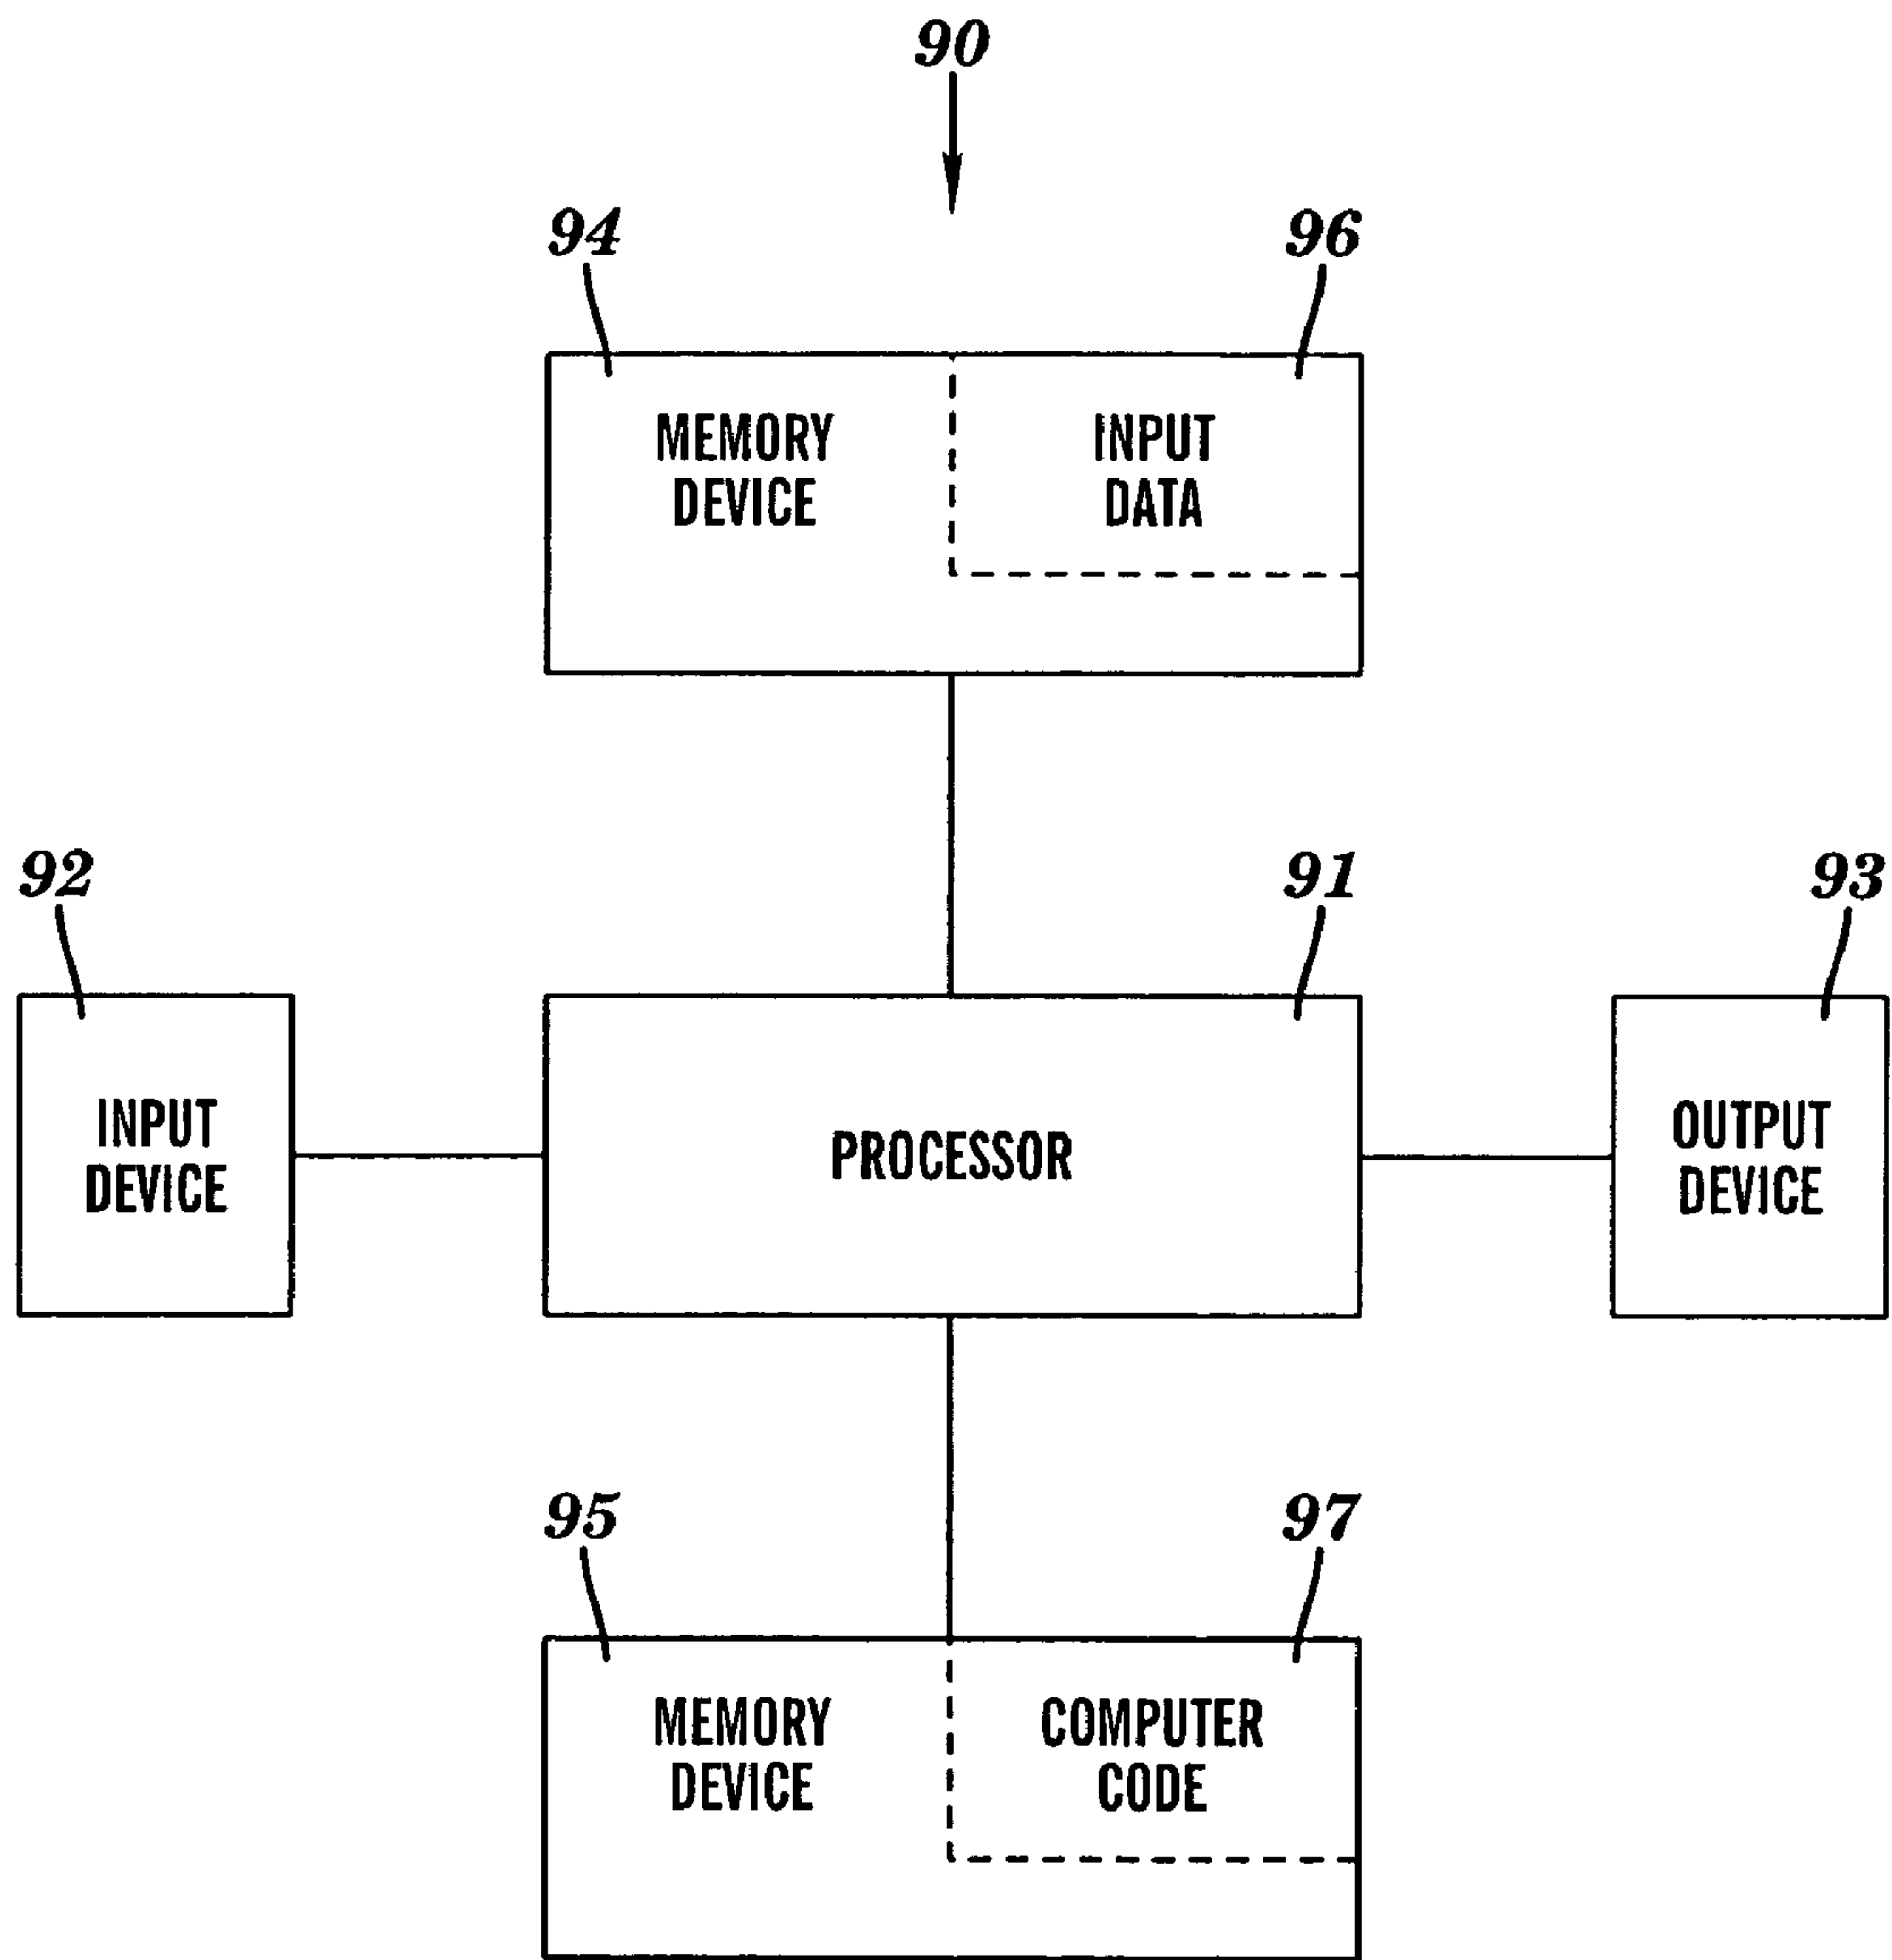 90
94
96
MEMORY
DEVICE
INPUT
DATA
92
91
93
INPUT
DEVICE
PROCESSOR
OUTPUT
DEVICE
95
97
MEMORY
DEVICE
COMPUTER
CODE